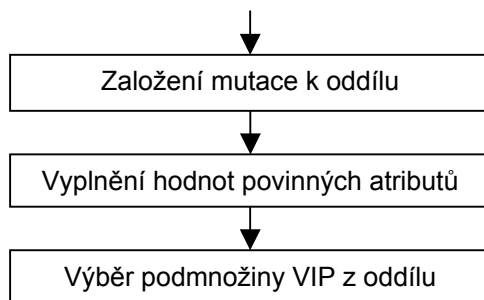 Založení mutace k oddílu
Vyplnění hodnot povinných atributů
Výběr podmnožiny VIP z oddílu